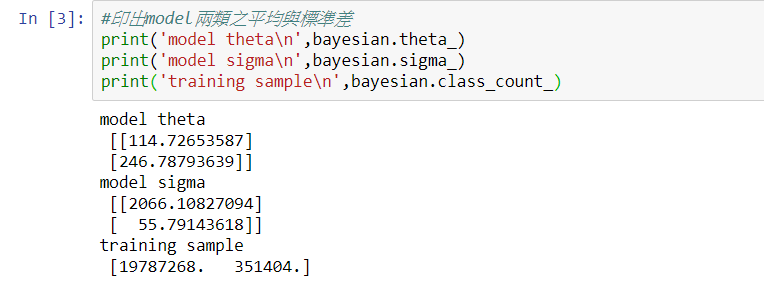 In [3]: #印出model兩類之平均與標準差
print('model theta\n',bayesian.theta_)
print('model sigma\n',bayesian.sigma_)
print('training sample\n',bayesian.class_count_)
model theta
 [[114.72653587]
 [246.78793639]]
model sigma
 [[2066.10827094]
 [  55.79143618]]
training sample
 [19787268.   351404.]